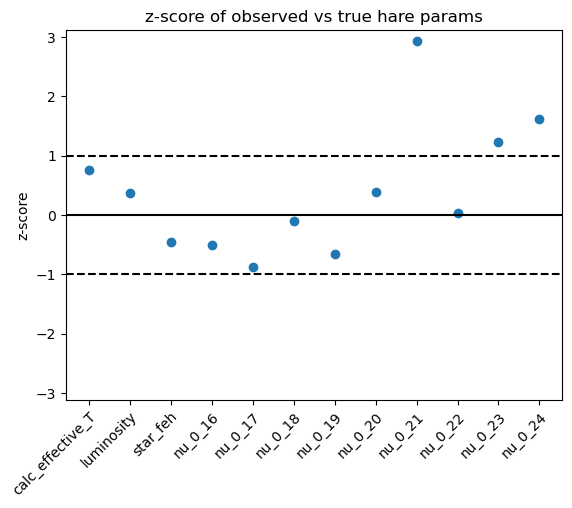 z-score of observed vs true hare params
z-score
3
2
1
0
−1
−2
−3
calc_effective_T
luminosity
star_feh
nu_0_16
nu_0_17
nu_0_18
nu_0_19
nu_0_20
nu_0_21
nu_0_22
nu_0_23
nu_0_24